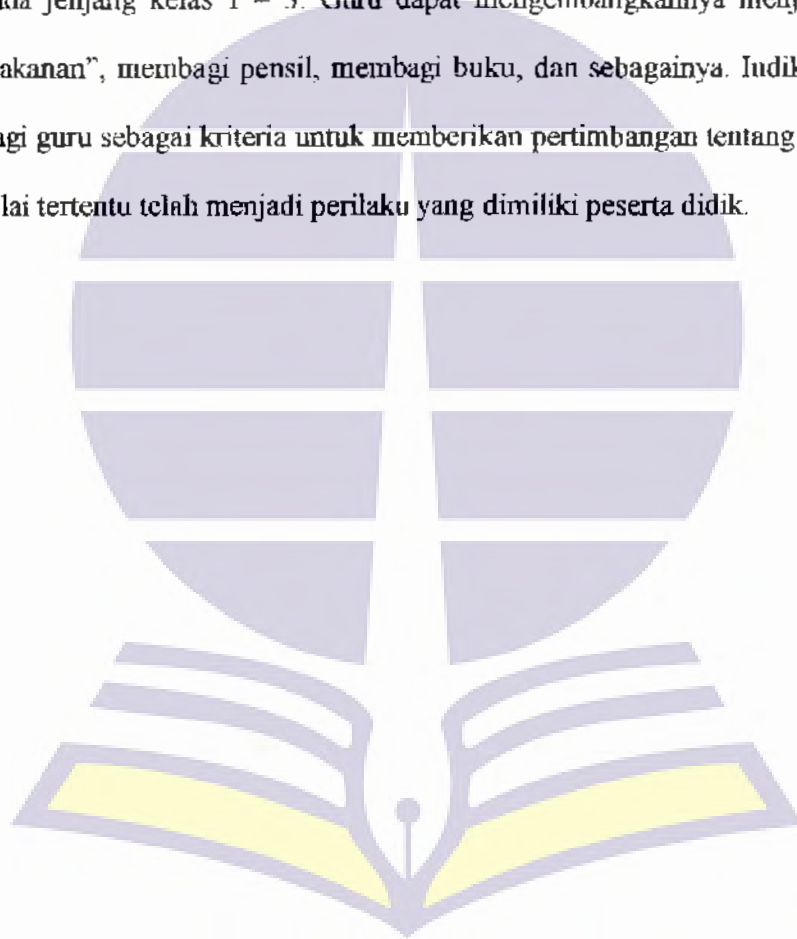 jenjang kelas 1 – 3. Guru dapat mengembangkannya
akanan”, membagi pensil, membagi buku, dan sebagainya.
agi guru sebagai kriteria untuk memberikan pertimbangan tentang
lai tertentu telah menjadi perilaku yang dimiliki peserta didik.